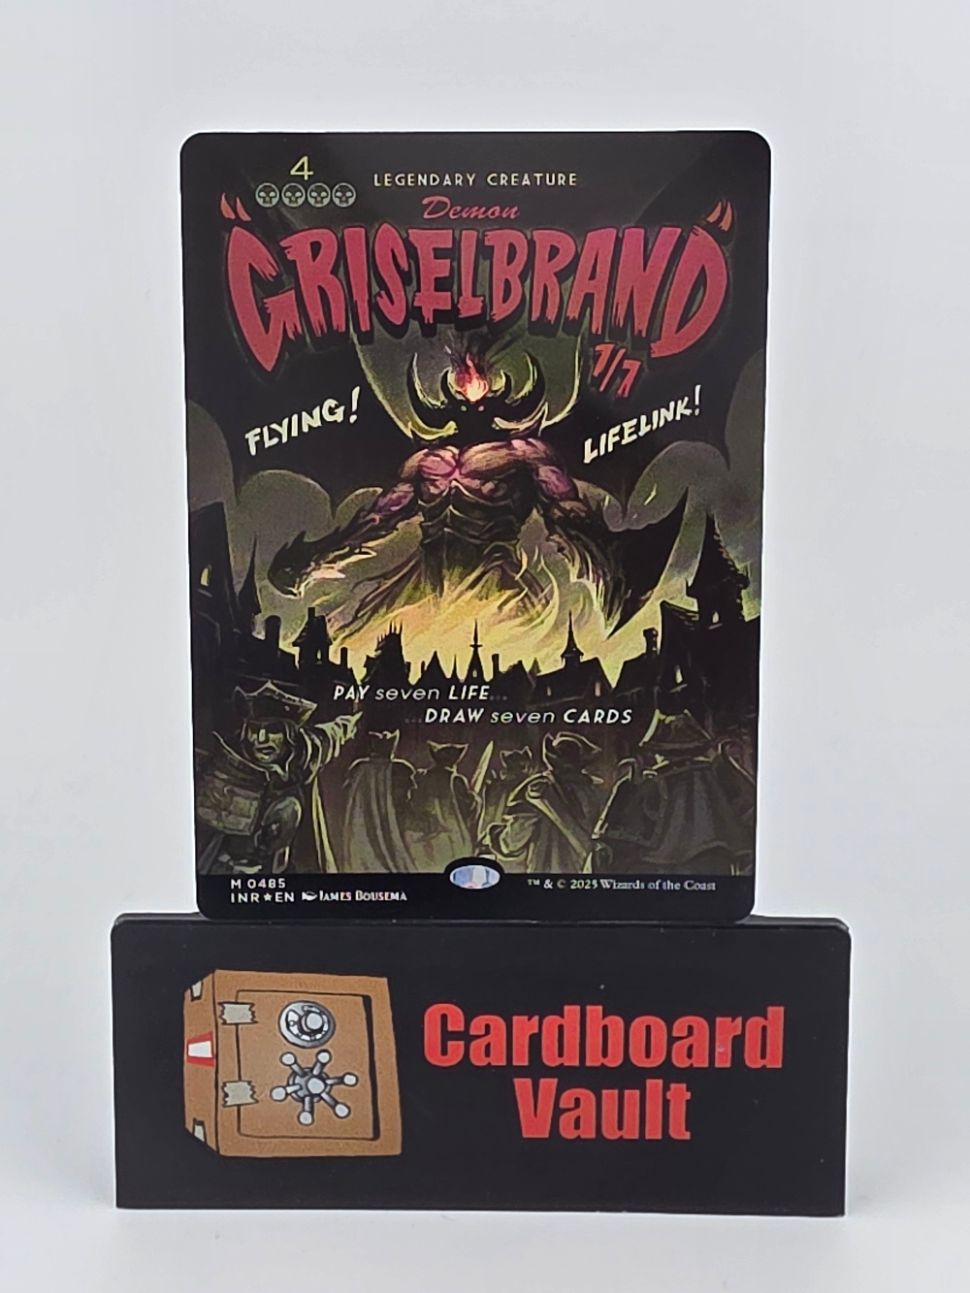 4
LEGENDARY CREATURE
Demon
"GRISELBRAND"
7/7
FLYING!
LIFELINK!
PAY seven LIFE...
...DRAW seven CARDS
M 0485
INR★EN JAMES BOUSEMA
™ & © 2025 Wizards of the Coast
Cardboard
Vault